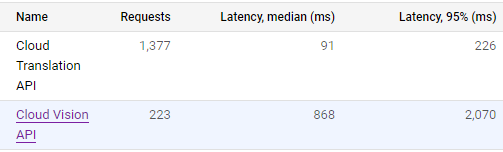 Name Requests Latency, median (ms) Latency, 95% (ms)
Cloud 1,377 91 226
Translation
API
Cloud Vision 223 868 2,070
API